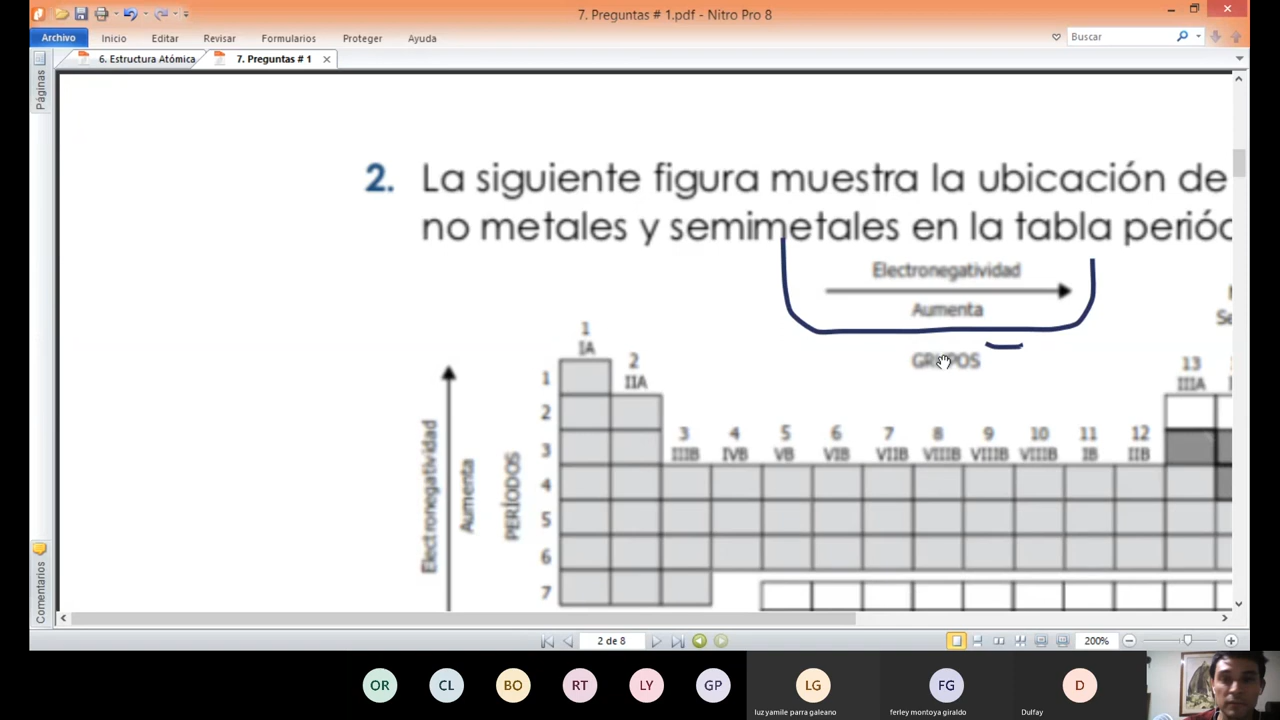 7. Preguntas # 1.pdf - Nitro Pro 8
Archivo Inicio Editar Revisar Formularios Proteger Ayuda Buscar
6. Estructura Atómica 7. Preguntas # 1
Páginas
2. La siguiente figura muestra la ubicación de
no metales y semimetales en la tabla
Electronegatividad
Aumenta
GRUPOS
1
IA
2
IIA
3 4 5 6 7 8 9 10 11 12
IIIB IVB VB VIB VIIB VIIIB VIIIB VIIIB IB IIB
13
IIIA
Electronegatividad
Aumenta
PERÍODOS
1
2
3
4
5
6
7
Comentarios
2 de 8 200%
OR CL BO RT LY GP LG FG D
luz yamile parra galeano ferley montoya giraldo Dulfay